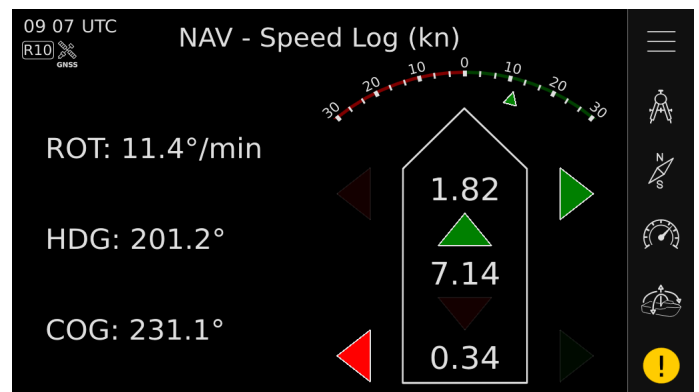 09 07 UTC
R10
GNSS
NAV - Speed Log (kn)
30 20 10 0 10 20 30
ROT: 11.4°/min
1.82
HDG: 201.2°
7.14
COG: 231.1°
0.34
N
S
!